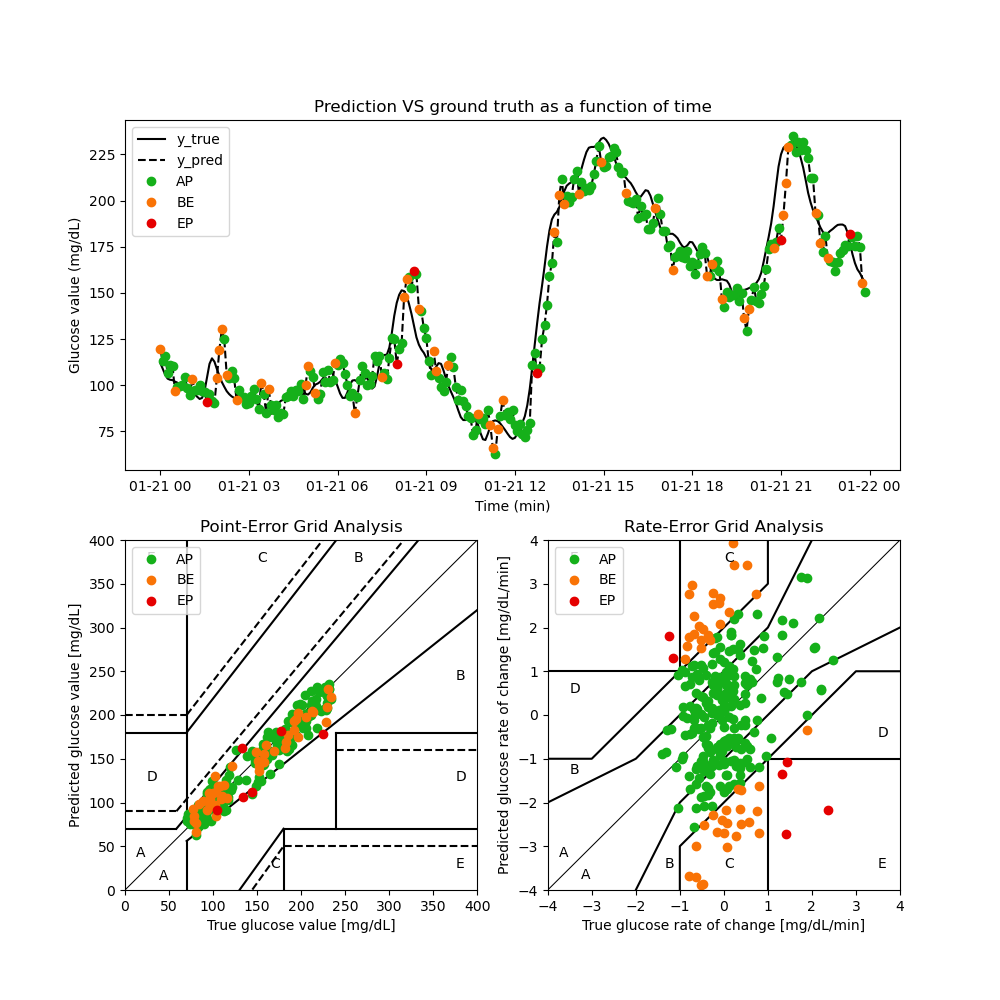 Prediction VS ground truth as a function of time
y_true
y_pred
AP
BE
EP
Glucose value (mg/dL)
225
200
175
150
125
100
75
01-21 00 01-21 03 01-21 06 01-21 09 01-21 12 01-21 15 01-21 18 01-21 21 01-22 00
Time (min)
Point-Error Grid Analysis
AP
BE
EP
C
B
B
D
D
A
A
C
E
Predicted glucose value [mg/dL]
400
350
300
250
200
150
100
50
0
0 50 100 150 200 250 300 350 400
True glucose value [mg/dL]
Rate-Error Grid Analysis
AP
BE
EP
C
D
D
B
A
A
B
C
E
Predicted glucose rate of change [mg/dL/min]
4
3
2
1
0
−1
−2
−3
−4
−4 −3 −2 −1 0 1 2 3 4
True glucose rate of change [mg/dL/min]